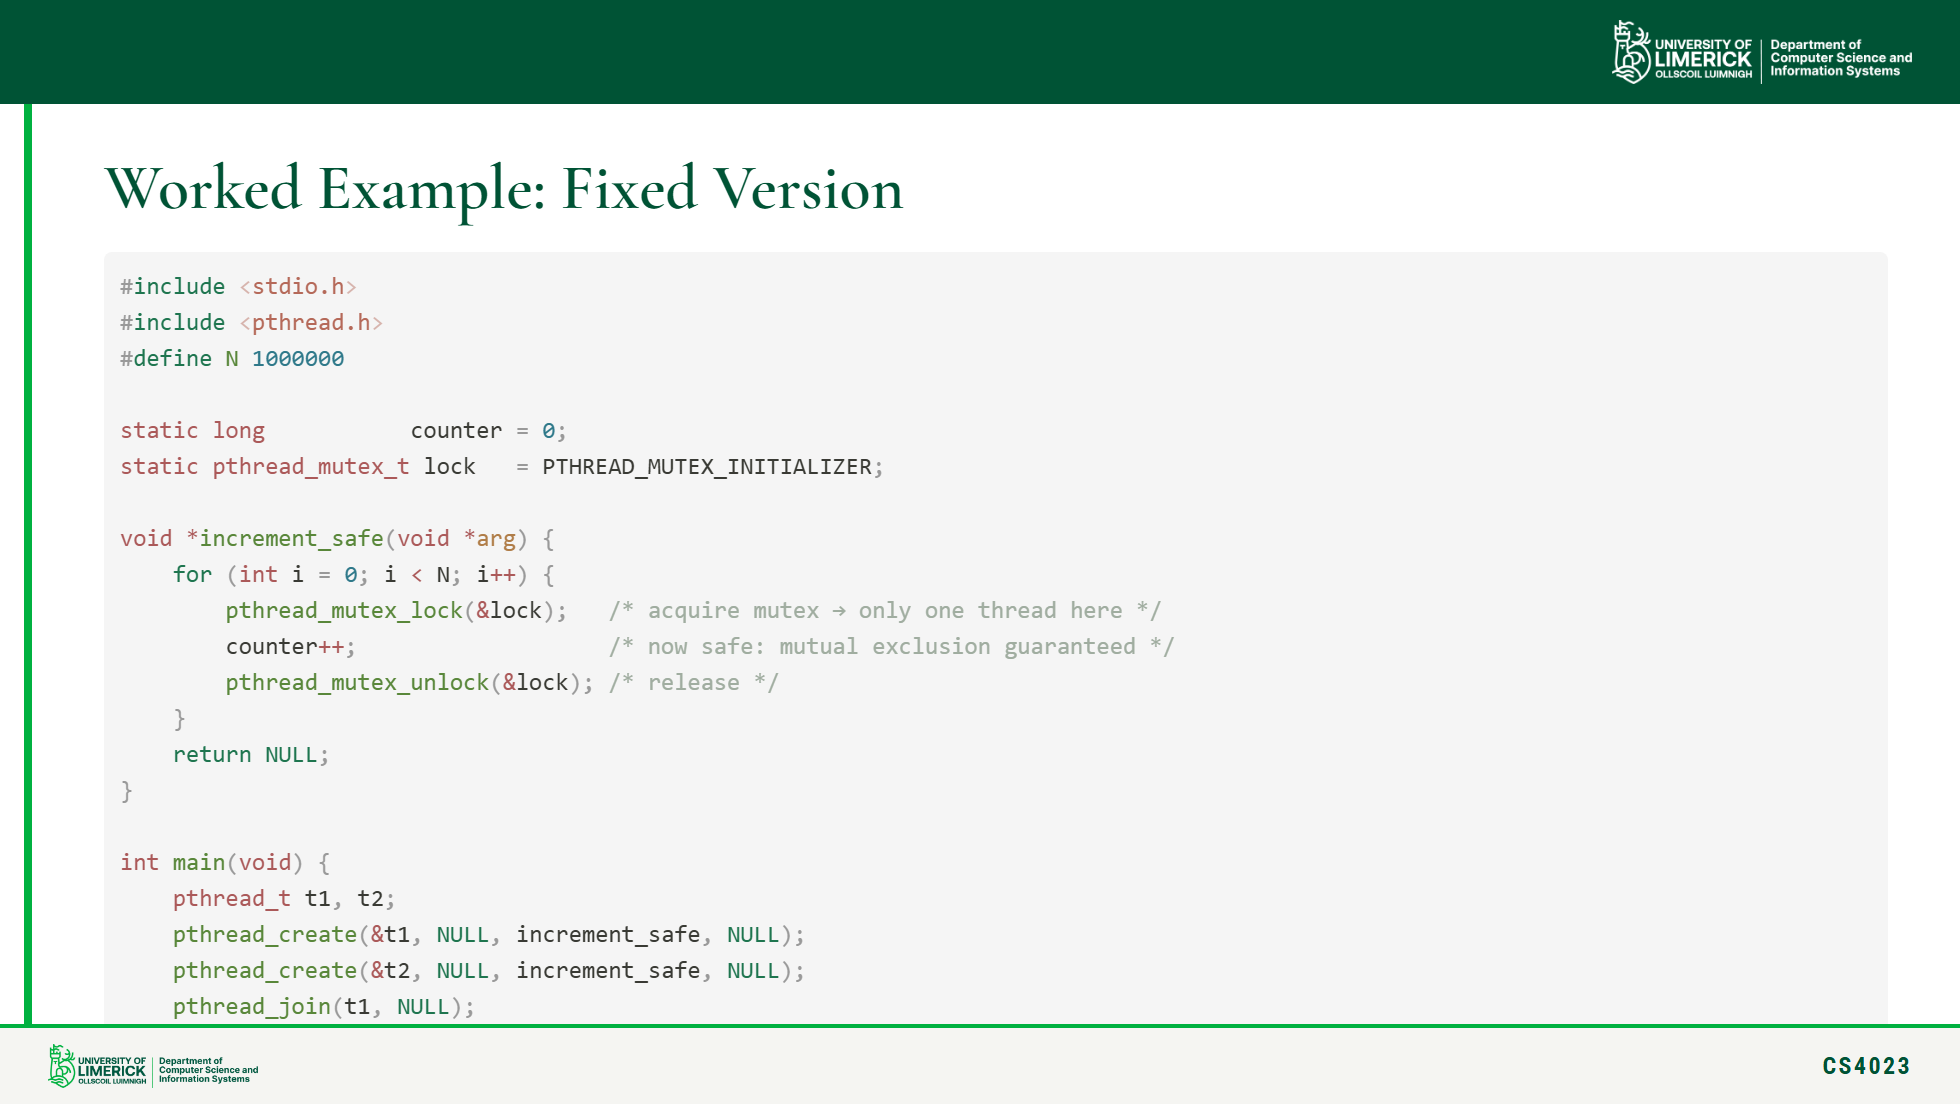 UNIVERSITY OF
LIMERICK
OLLSCOIL LUIMNIGH
Department of
Computer Science and
Information Systems
Worked Example: Fixed Version
#include <stdio.h>
#include <pthread.h>
#define N 1000000
static long           counter = 0;
static pthread_mutex_t lock   = PTHREAD_MUTEX_INITIALIZER;
void *increment_safe(void *arg) {
    for (int i = 0; i < N; i++) {
        pthread_mutex_lock(&lock);   /* acquire mutex → only one thread here */
        counter++;                   /* now safe: mutual exclusion guaranteed */
        pthread_mutex_unlock(&lock); /* release */
    }
    return NULL;
}
int main(void) {
    pthread_t t1, t2;
    pthread_create(&t1, NULL, increment_safe, NULL);
    pthread_create(&t2, NULL, increment_safe, NULL);
    pthread_join(t1, NULL);
UNIVERSITY OF
LIMERICK
OLLSCOIL LUIMNIGH
Department of
Computer Science and
Information Systems
CS4023